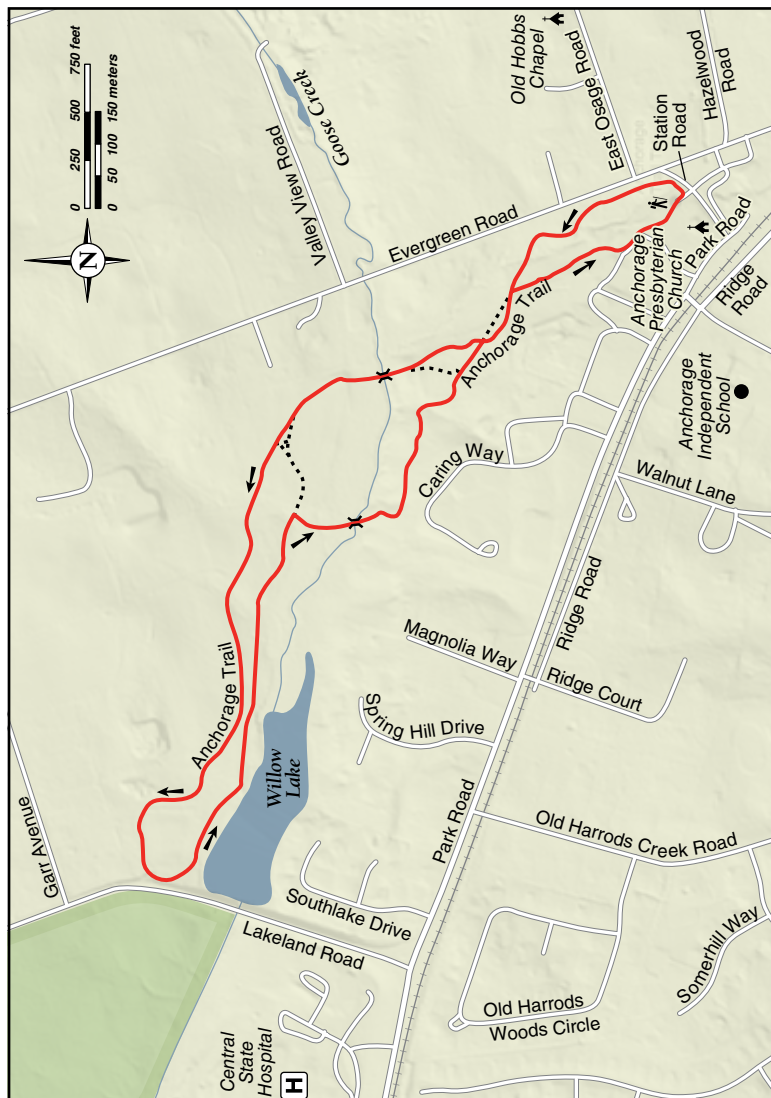 750 feet
500
250
0
150 meters
100
50
0
N
Valley View Road
Goose Creek
Old Hobbs
Chapel
East Osage Road
Hazelwood
Road
Station
Road
Evergreen Road
Anchorage
Presbyterian
Church
Park Road
Ridge
Road
Anchorage Trail
Anchorage
Independent
School
Caring Way
Walnut Lane
Ridge Road
Magnolia Way
Ridge Court
Anchorage Trail
Spring Hill Drive
Willow
Lake
Garr Avenue
Park Road
Old Harrods Creek Road
Southlake Drive
Lakeland Road
Somerhill Way
Old Harrods
Woods Circle
Central
State
Hospital
H